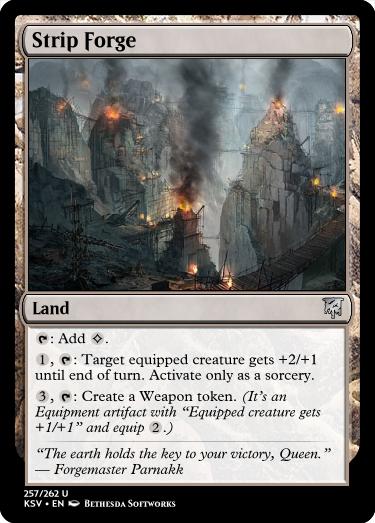 Strip Forge
Land
: Add .
1, : Target equipped creature gets +2/+1
until end of turn. Activate only as a sorcery.
3, : Create a Weapon token. (It's an
Equipment artifact with “Equipped creature gets
+1/+1” and equip 2.)
“The earth holds the key to your victory, Queen.”
— Forgemaster Parnakk
257/262 U
KSV • EN Bethesda Softworks